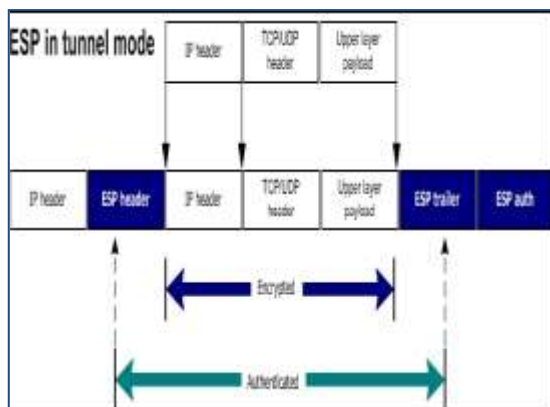 ESP in tunnel mode
IP header
TCP/UDP
header
Upper layer
payload
IP header
ESP header
IP header
TCP/UDP
header
Upper layer
payload
ESP trailer
ESP auth
Encrypted
Authenticated